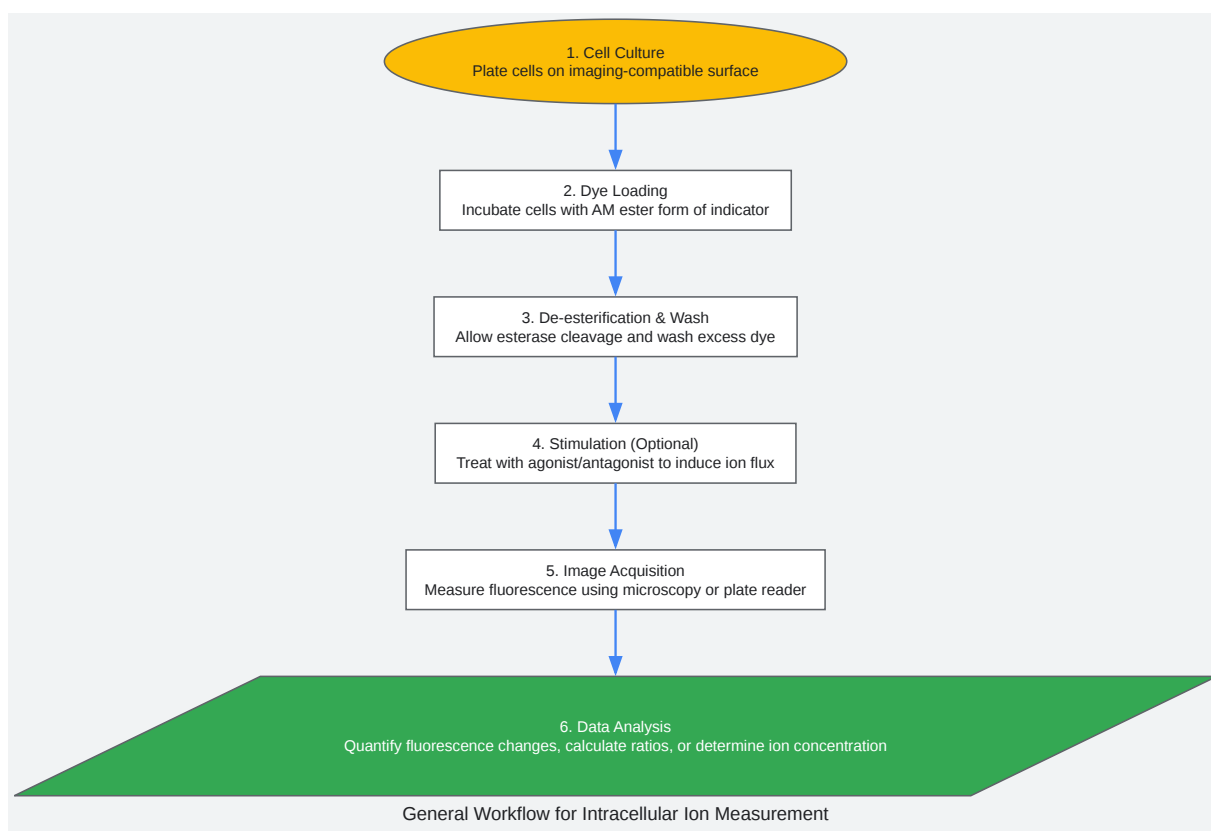 1. Cell Culture
Plate cells on imaging-compatible surface
2. Dye Loading
Incubate cells with AM ester form of indicator
3. De-esterification & Wash
Allow esterase cleavage and wash excess dye
4. Stimulation (Optional)
Treat with agonist/antagonist to induce ion flux
5. Image Acquisition
Measure fluorescence using microscopy or plate reader
6. Data Analysis
Quantify fluorescence changes, calculate ratios, or determine ion concentration
General Workflow for Intracellular Ion Measurement